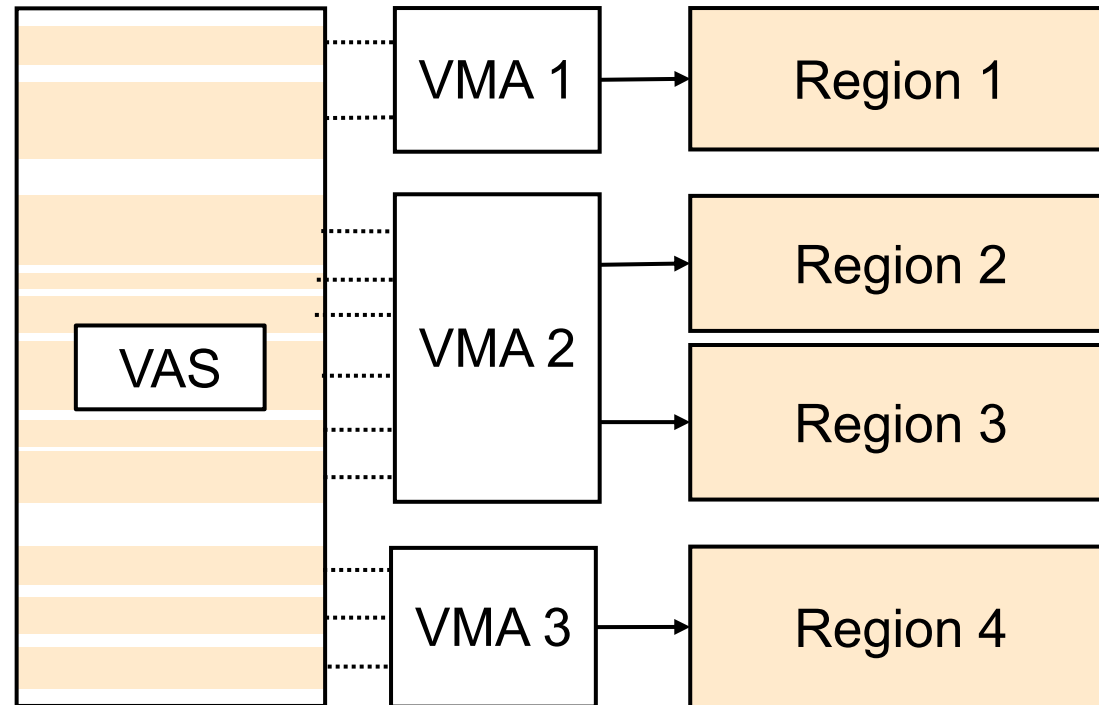 VMA 1
Region 1
VMA 2
Region 2
VAS
Region 3
VMA 3
Region 4